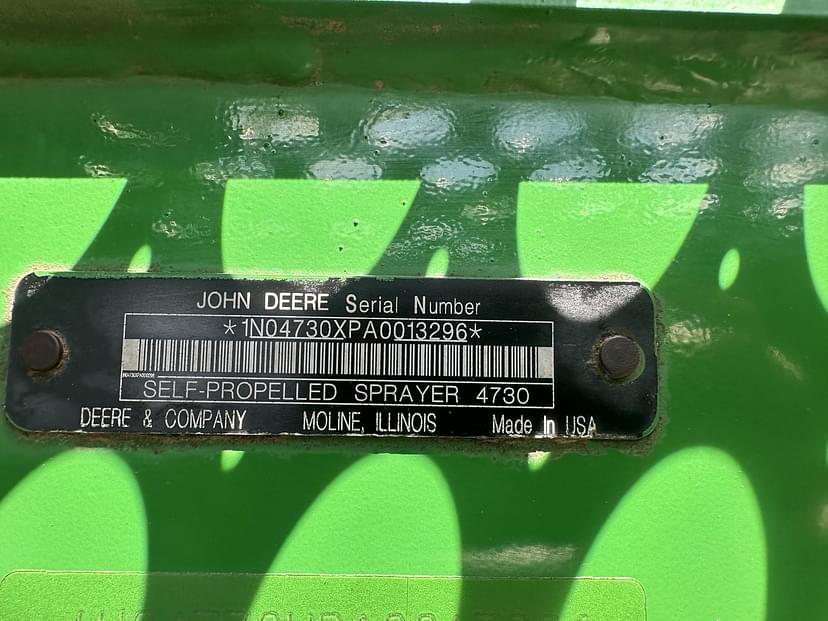 JOHN DEERE Serial Number
*1N04730XPA0013296*
SELF-PROPELLED SPRAYER 4730
DEERE & COMPANY MOLINE, ILLINOIS Made In USA